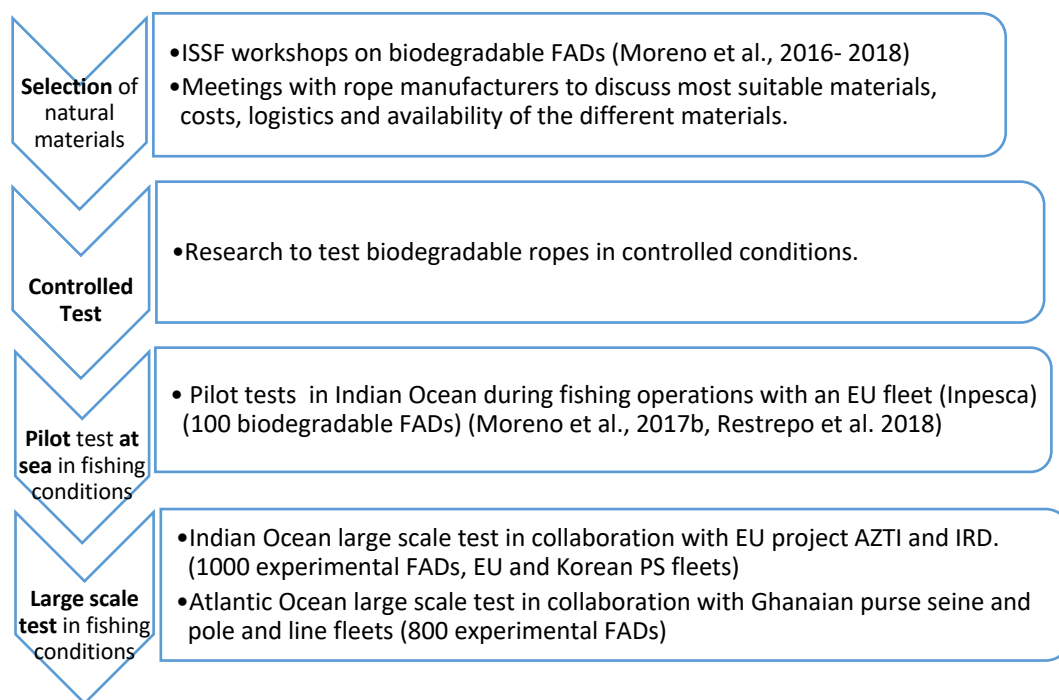 Selection of
natural
materials
•ISSF workshops on biodegradable FADs (Moreno et al., 2016- 2018)
•Meetings with rope manufacturers to discuss most suitable materials,
costs, logistics and availability of the different materials.
Controlled
Test
•Research to test biodegradable ropes in controlled conditions.
Pilot test at
sea in fishing
conditions
• Pilot tests in Indian Ocean during fishing operations with an EU fleet (Inpesca)
(100 biodegradable FADs) (Moreno et al., 2017b, Restrepo et al. 2018)
Large scale
test in fishing
conditions
•Indian Ocean large scale test in collaboration with EU project AZTI and IRD.
(1000 experimental FADs, EU and Korean PS fleets)
•Atlantic Ocean large scale test in collaboration with Ghanaian purse seine and
pole and line fleets (800 experimental FADs)